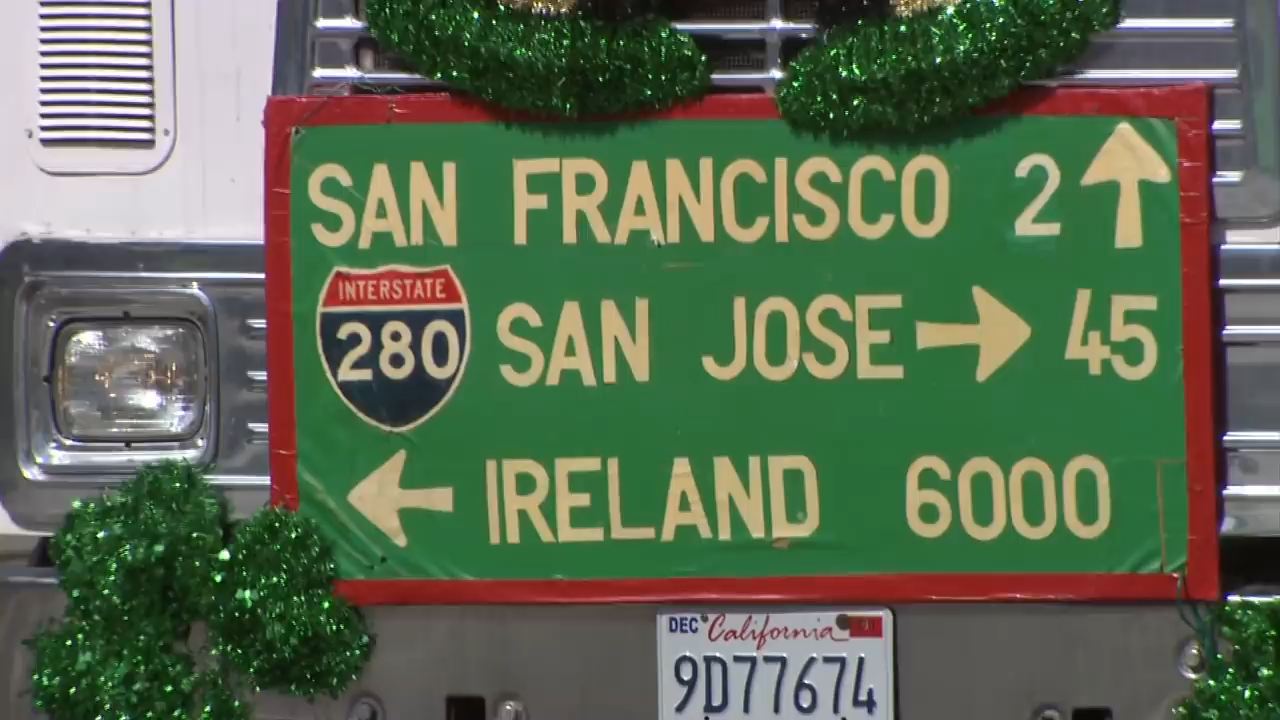 SAN FRANCISCO 2
INTERSTATE
280
SAN JOSE 45
IRELAND 6000
DEC California
9D77674